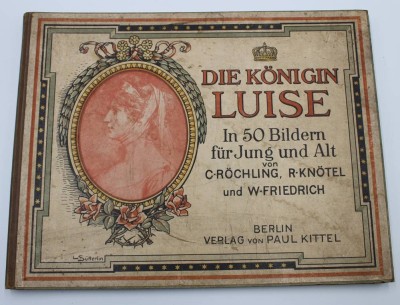 DIE KÖNIGIN
LUISE
In 50 Bildern
für Jung und Alt
von
C·RÖCHLING, R·KNÖTEL
und W·FRIEDRICH
BERLIN
VERLAG VON PAUL KITTEL
L. Sütterlin